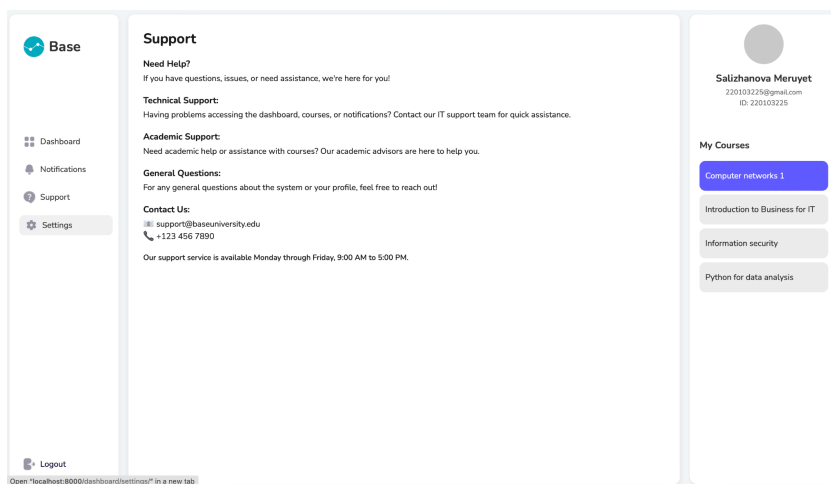 Base
Dashboard
Notifications
Support
Settings
Logout
Open "localhost:8000/dashboard/settings/" in a new tab
Support
Need Help?
If you have questions, issues, or need assistance, we're here for you!
Technical Support:
Having problems accessing the dashboard, courses, or notifications? Contact our IT support team for quick assistance.
Academic Support:
Need academic help or assistance with courses? Our academic advisors are here to help you.
General Questions:
For any general questions about the system or your profile, feel free to reach out!
Contact Us:
support@baseuniversity.edu
+123 456 7890
Our support service is available Monday through Friday, 9:00 AM to 5:00 PM.
Salizhanova Meruyet
220103225@gmail.com
ID: 220103225
My Courses
Computer networks 1
Introduction to Business for IT
Information security
Python for data analysis